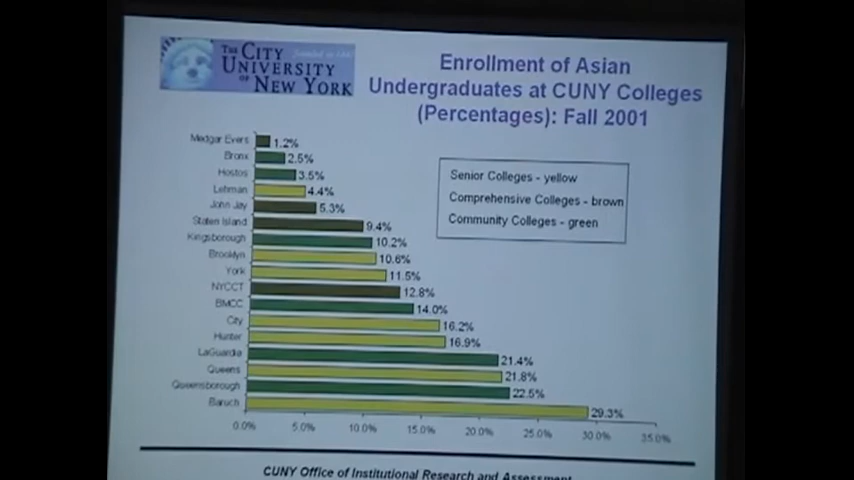 THE CITY
UNIVERSITY
OF NEW YORK
Enrollment of Asian
Undergraduates at CUNY Colleges
(Percentages): Fall 2001
Senior Colleges - yellow
Comprehensive Colleges - brown
Community Colleges - green
Medgar Evers 1.2%
Bronx 2.5%
Hostos 3.5%
Lehman 4.4%
John Jay 5.3%
Staten Island 9.4%
Kingsborough 10.2%
Brooklyn 10.6%
York 11.5%
NYCCT 12.8%
BMCC 14.0%
City 16.2%
Hunter 16.9%
LaGuardia 21.4%
Queens 21.8%
Queensborough 22.5%
Baruch 29.3%
0.0% 5.0% 10.0% 15.0% 20.0% 25.0% 30.0% 35.0%
CUNY Office of Institutional Research and Assessment